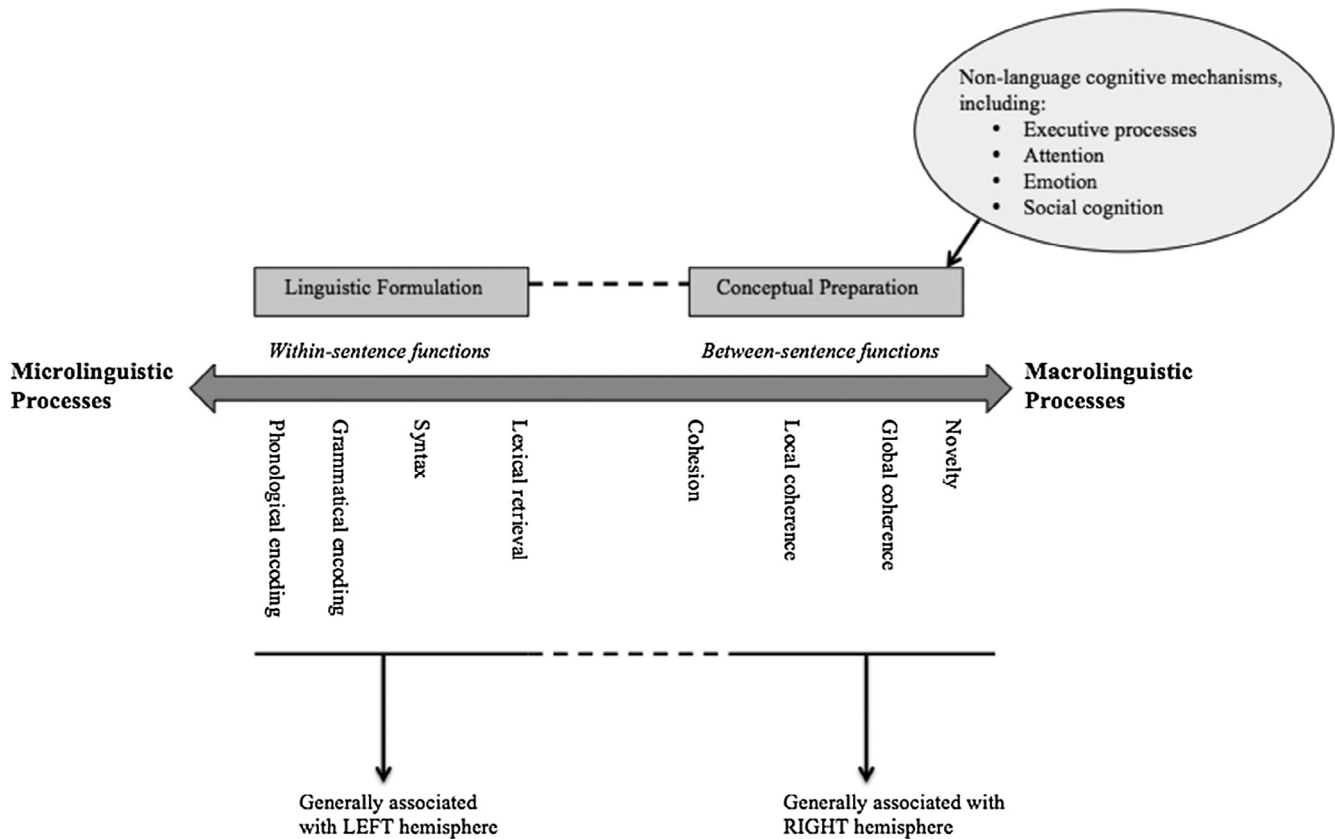 Non-language cognitive mechanisms,
including:
• Executive processes
• Attention
• Emotion
• Social cognition
Linguistic Formulation
Conceptual Preparation
Within-sentence functions
Between-sentence functions
Microlinguistic
Processes
Macrolinguistic
Processes
Phonological encoding
Grammatical encoding
Syntax
Lexical retrieval
Cohesion
Local coherence
Global coherence
Novelty
Generally associated
with LEFT hemisphere
Generally associated with
RIGHT hemisphere